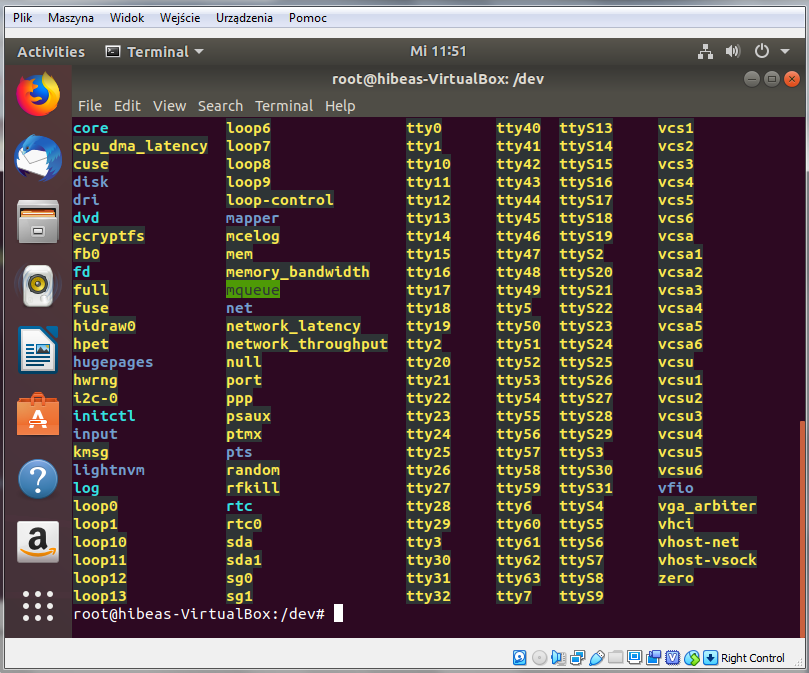 Plik Maszyna Widok Wejście Urządzenia Pomoc
Activities Terminal Mi 11:51
root@hibeas-VirtualBox: /dev
File Edit View Search Terminal Help
core loop6 tty0 tty40 ttyS13 vcs1
cpu_dma_latency loop7 tty1 tty41 ttyS14 vcs2
cuse loop8 tty10 tty42 ttyS15 vcs3
disk loop9 tty11 tty43 ttyS16 vcs4
dri loop-control tty12 tty44 ttyS17 vcs5
dvd mapper tty13 tty45 ttyS18 vcs6
ecryptfs mcelog tty14 tty46 ttyS19 vcsa
fb0 mem tty15 tty47 ttyS2 vcsa1
fd memory_bandwidth tty16 tty48 ttyS20 vcsa2
full mqueue tty17 tty49 ttyS21 vcsa3
fuse net tty18 tty5 ttyS22 vcsa4
hidraw0 network_latency tty19 tty50 ttyS23 vcsa5
hpet network_throughput tty2 tty51 ttyS24 vcsa6
hugepages null tty20 tty52 ttyS25 vcsu
hwrng port tty21 tty53 ttyS26 vcsu1
i2c-0 ppp tty22 tty54 ttyS27 vcsu2
initctl psaux tty23 tty55 ttyS28 vcsu3
input ptmx tty24 tty56 ttyS29 vcsu4
kmsg pts tty25 tty57 ttyS3 vcsu5
lightnvm random tty26 tty58 ttyS30 vcsu6
log rfkill tty27 tty59 ttyS31 vfio
loop0 rtc tty28 tty6 ttyS4 vga_arbiter
loop1 rtc0 tty29 tty60 ttyS5 vhci
loop10 sda tty3 tty61 ttyS6 vhost-net
loop11 sda1 tty30 tty62 ttyS7 vhost-vsock
loop12 sg0 tty31 tty63 ttyS8 zero
loop13 sg1 tty32 tty7 ttyS9
root@hibeas-VirtualBox:/dev#
Right Control